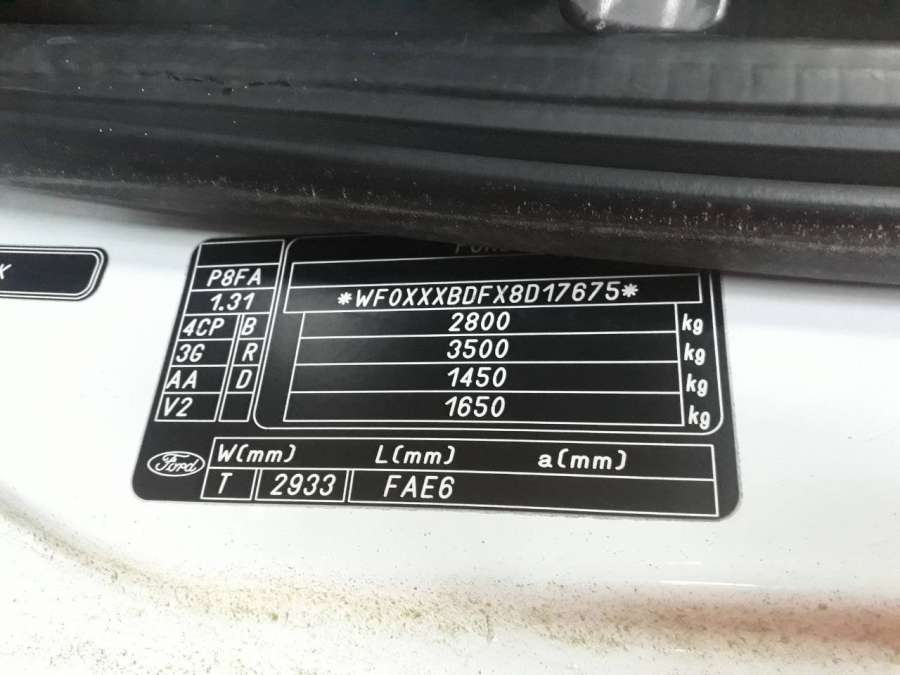 K
P8FA
1.31
*WF0XXXBDFX8D17675*
4CP B 2800 kg
3G R 3500 kg
AA D 1450 kg
V2 1650 kg
Ford
W(mm) L(mm) a(mm)
T 2933 FAE6